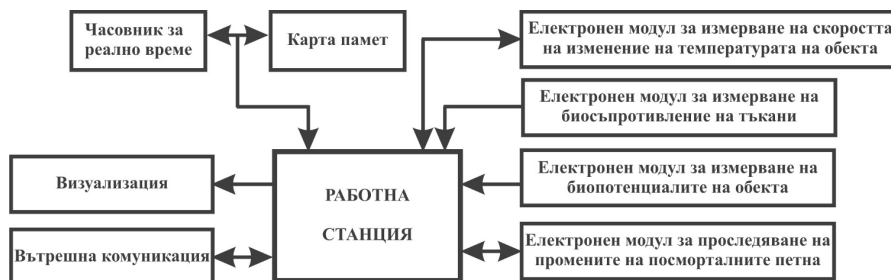 Часовник за
реално време
Карта памет
Електронен модул за измерване на скоростта
на изменение на температурата на обекта
Електронен модул за измерване на
биосъпротивление на тъкани
Визуализация
РАБОТНА
СТАНЦИЯ
Електронен модул за измерване на
биопотенциалите на обекта
Вътрешна комуникация
Електронен модул за проследяване на
промените на посморталните петна